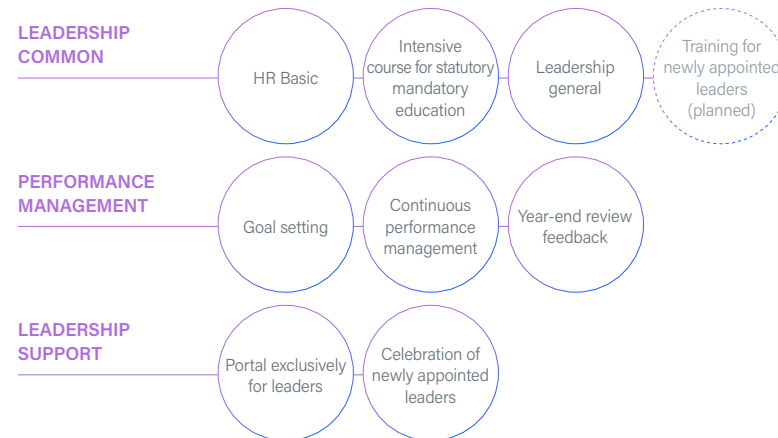 LEADERSHIP
COMMON
HR Basic
Intensive
course for statutory
mandatory
education
Leadership
general
Training for
newly appointed
leaders
(planned)
PERFORMANCE
MANAGEMENT
Goal setting
Continuous
performance
management
Year-end review
feedback
LEADERSHIP
SUPPORT
Portal exclusively
for leaders
Celebration of
newly appointed
leaders